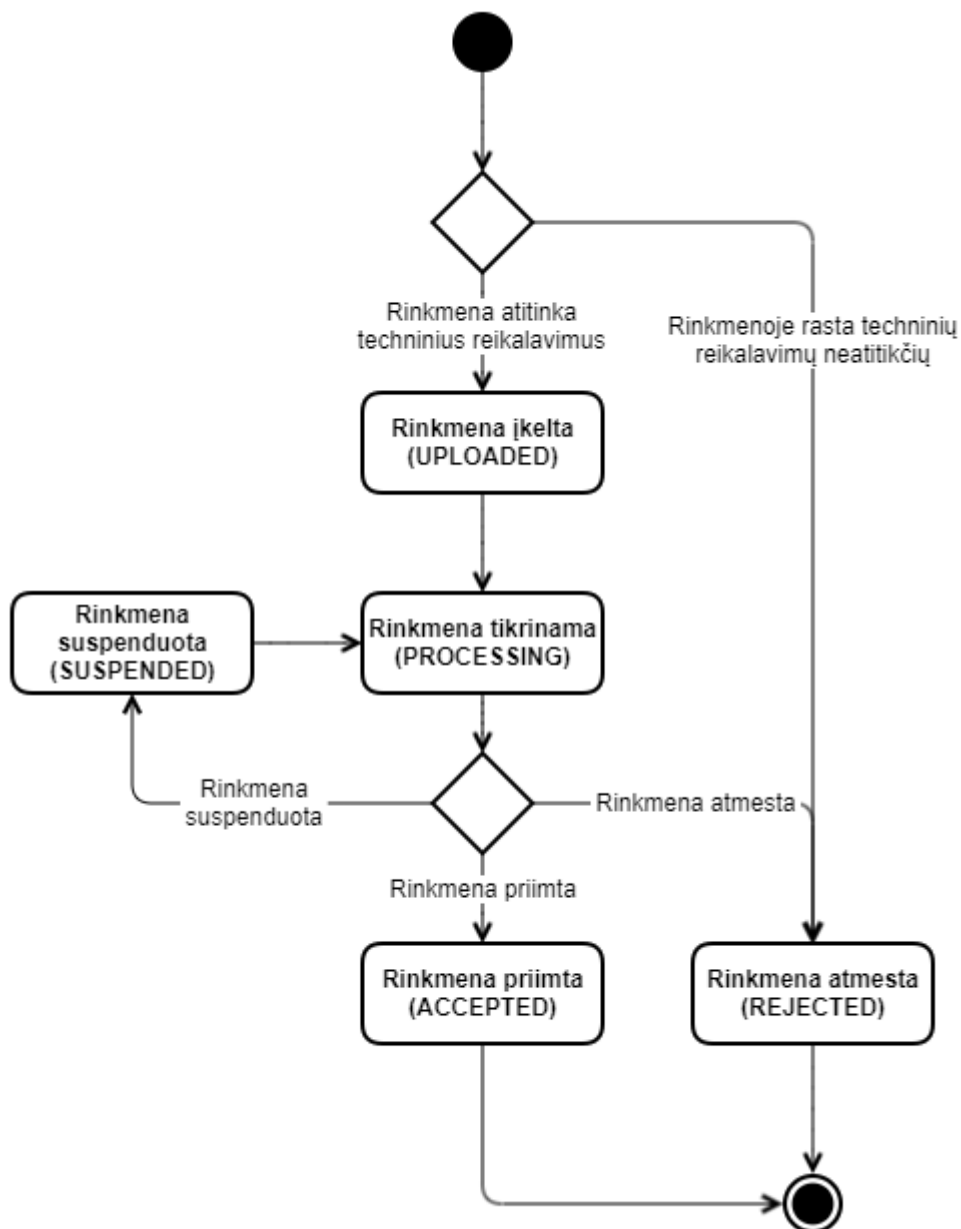 Rinkmena atitinka
techninius reikalavimus
Rinkmenoje rasta techninių
reikalavimų neatitikčių
Rinkmena įkelta
(UPLOADED)
Rinkmena
suspenduota
(SUSPENDED)
Rinkmena tikrinama
(PROCESSING)
Rinkmena
suspenduota
Rinkmena atmesta
Rinkmena priimta
Rinkmena priimta
(ACCEPTED)
Rinkmena atmesta
(REJECTED)